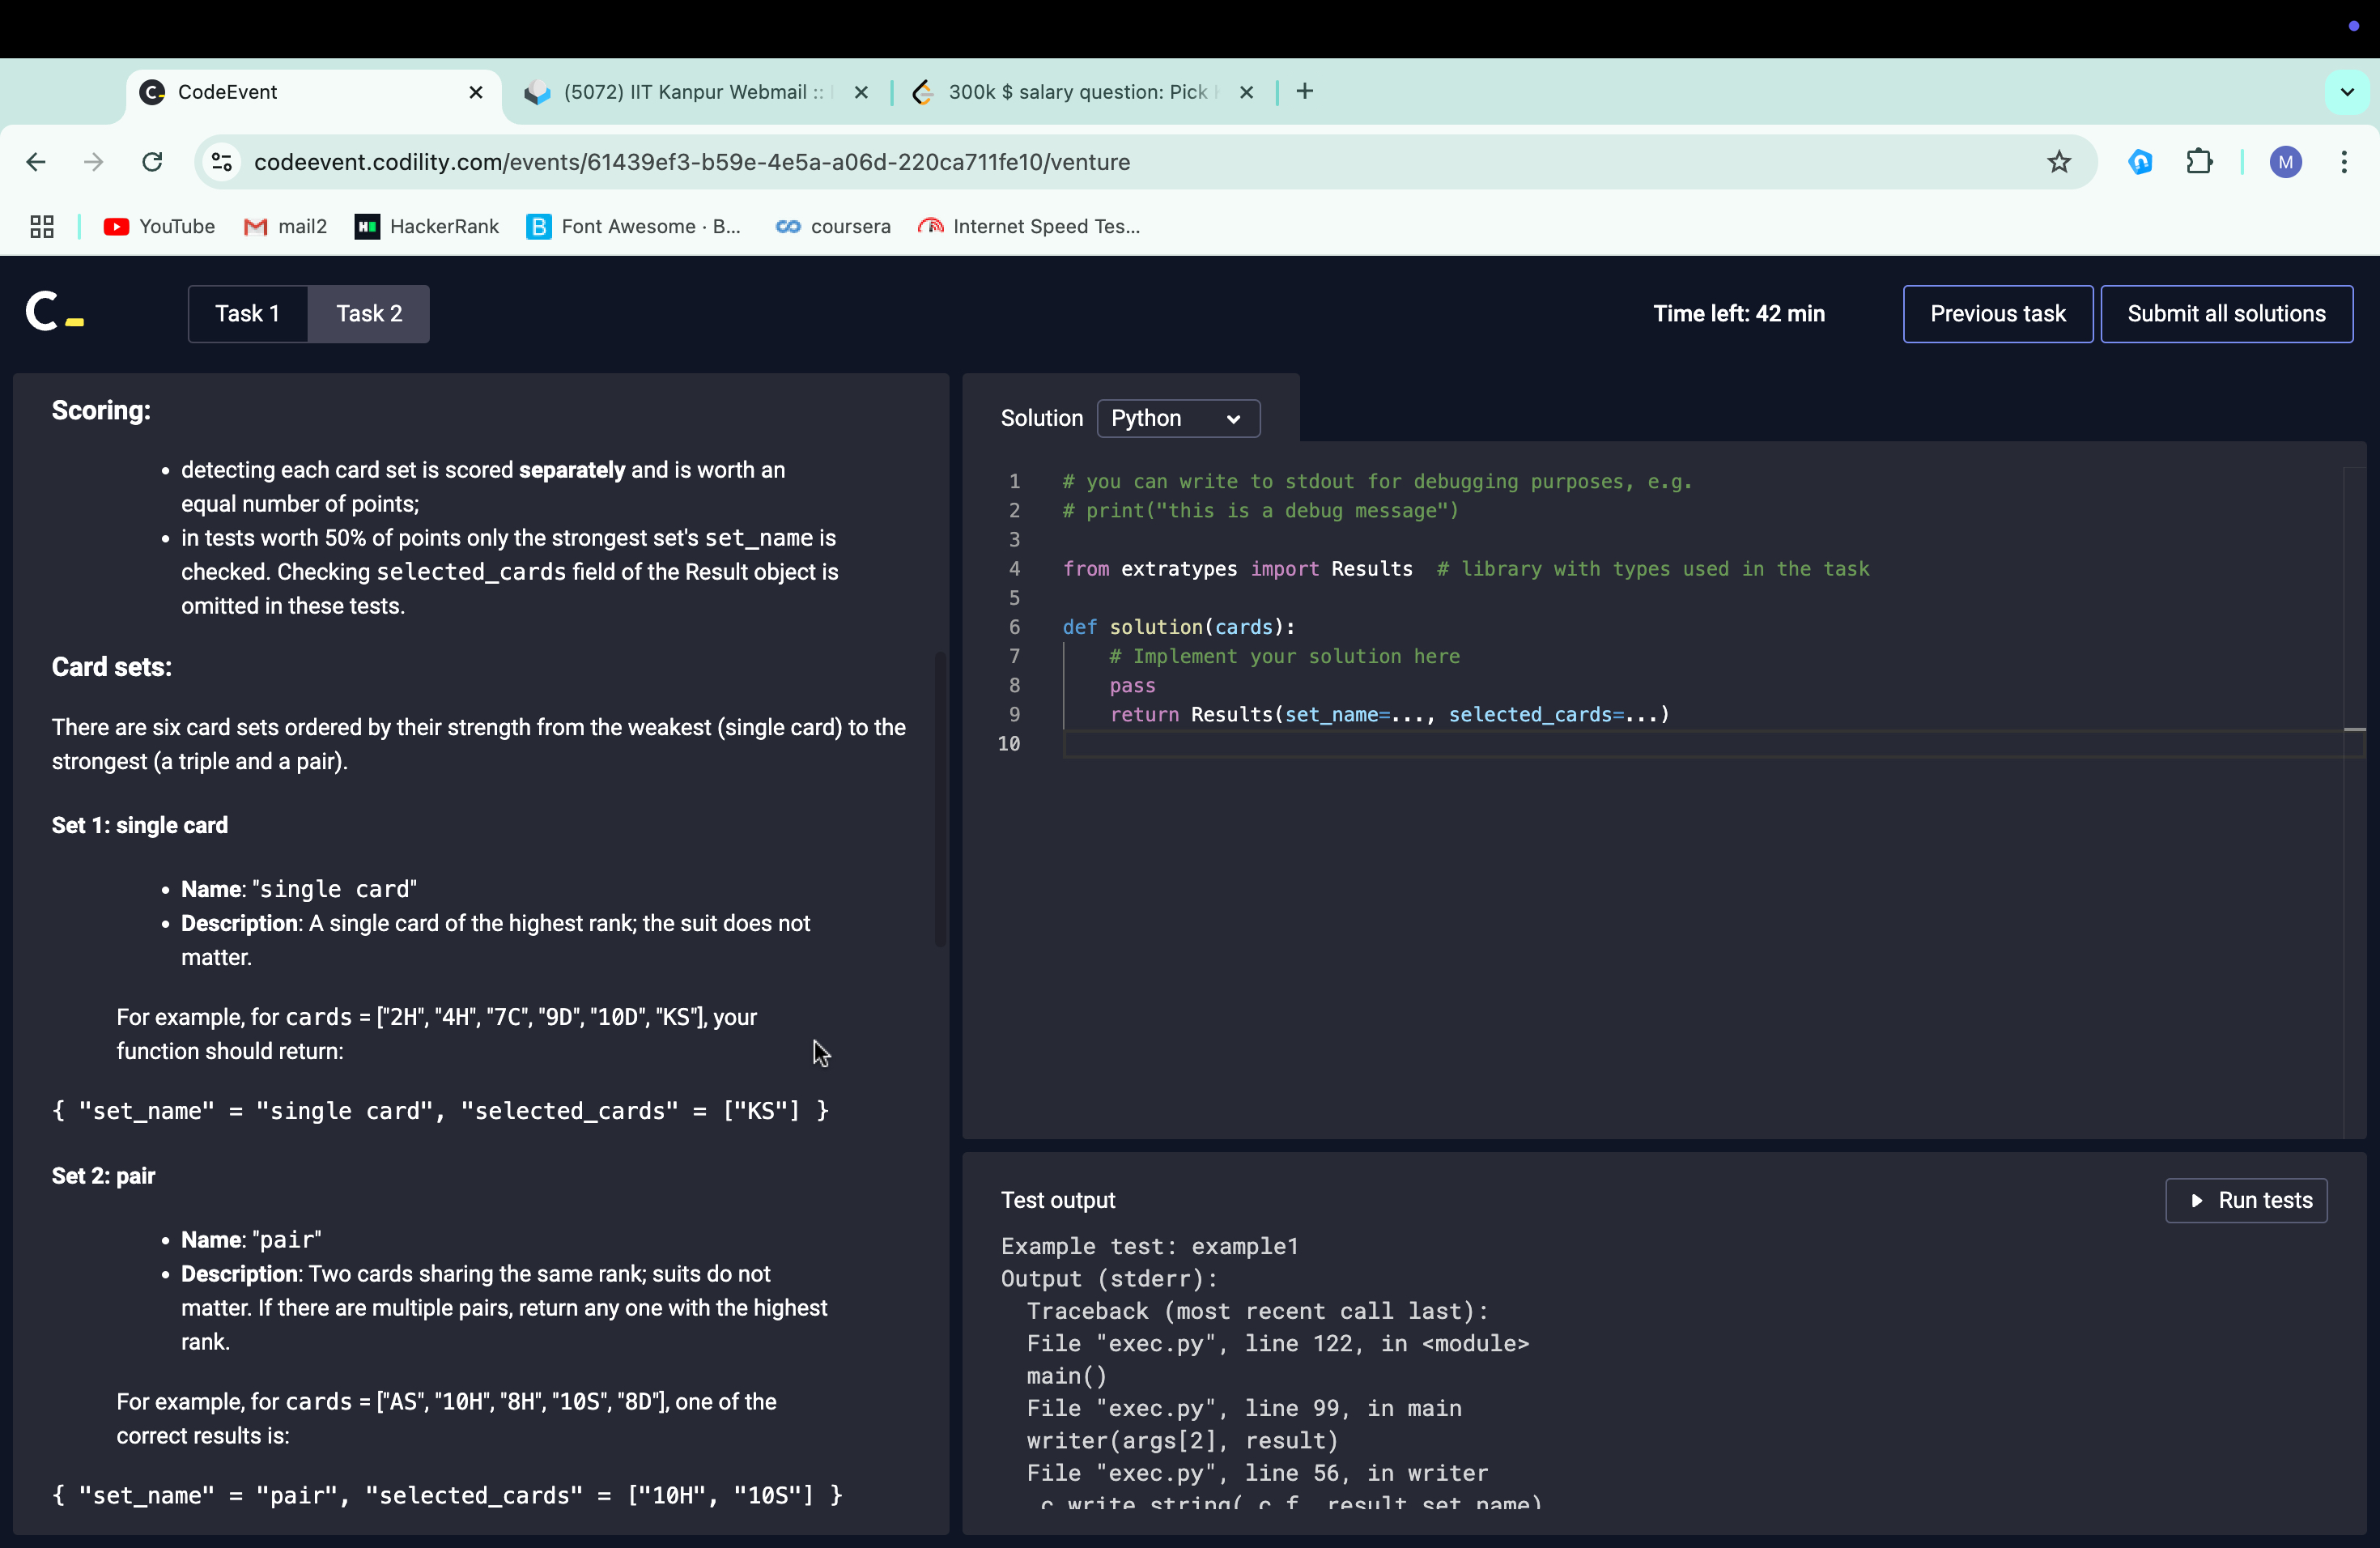 CodeEvent
(5072) IIT Kanpur Webmail ::
300k $ salary question: Pick
codeevent.codility.com/events/61439ef3-b59e-4e5a-a06d-220ca711fe10/venture
M
YouTube
mail2
HackerRank
Font Awesome · B...
coursera
Internet Speed Tes...
Task 1
Task 2
Time left: 42 min
Previous task
Submit all solutions
Scoring:
• detecting each card set is scored separately and is worth an
equal number of points;
• in tests worth 50% of points only the strongest set's set_name is
checked. Checking selected_cards field of the Result object is
omitted in these tests.
Card sets:
There are six card sets ordered by their strength from the weakest (single card) to the
strongest (a triple and a pair).
Set 1: single card
• Name: "single card"
• Description: A single card of the highest rank; the suit does not
matter.
For example, for cards = ["2H", "4H", "7C", "9D", "10D", "KS"], your
function should return:
{ "set_name" = "single card", "selected_cards" = ["KS"] }
Set 2: pair
• Name: "pair"
• Description: Two cards sharing the same rank; suits do not
matter. If there are multiple pairs, return any one with the highest
rank.
For example, for cards = ["AS", "10H", "8H", "10S", "8D"], one of the
correct results is:
{ "set_name" = "pair", "selected_cards" = ["10H", "10S"] }
Solution
Python
1 # you can write to stdout for debugging purposes, e.g.
2 # print("this is a debug message")
3
4 from extratypes import Results  # library with types used in the task
5
6 def solution(cards):
7     # Implement your solution here
8     pass
9     return Results(set_name=..., selected_cards=...)
10
Test output
Run tests
Example test: example1
Output (stderr):
Traceback (most recent call last):
File "exec.py", line 122, in <module>
main()
File "exec.py", line 99, in main
writer(args[2], result)
File "exec.py", line 56, in writer
_c_write_string(_c_f, result.set_name)